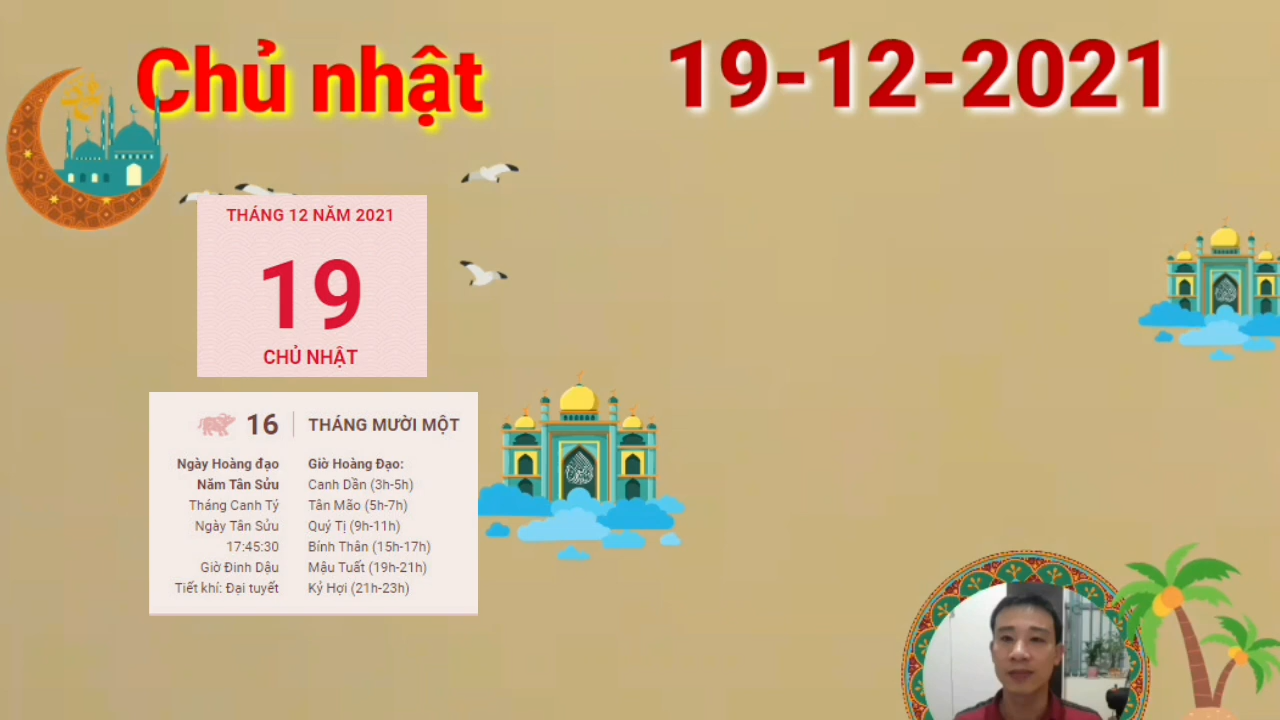 Chủ nhật
19-12-2021
THÁNG 12 NĂM 2021
19
CHỦ NHẬT
16
THÁNG MƯỜI MỘT
Ngày Hoàng đạo
Năm Tân Sửu
Tháng Canh Tý
Ngày Tân Sửu
17:45:30
Giờ Đinh Dậu
Tiết khí: Đại tuyết
Giờ Hoàng Đạo:
Canh Dần (3h-5h)
Tân Mão (5h-7h)
Quý Tị (9h-11h)
Bính Thân (15h-17h)
Mậu Tuất (19h-21h)
Kỷ Hợi (21h-23h)